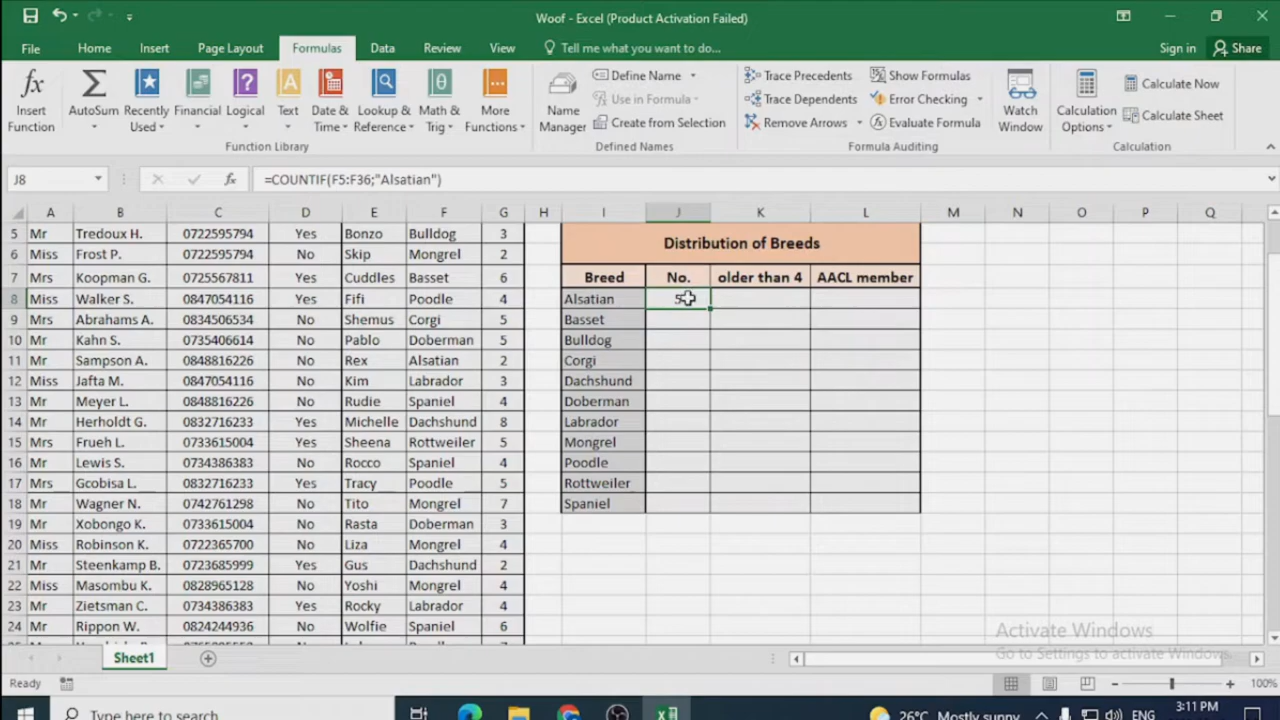 Woof - Excel (Product Activation Failed)
File Home Insert Page Layout Formulas Data Review View Tell me what you want to do... Sign in Share
fx Σ ? A θ
Insert Function AutoSum Recently Used Financial Logical Text Date & Time Lookup & Reference Math & Trig More Functions
Function Library
Name Manager
Define Name
Use in Formula
Create from Selection
Defined Names
Trace Precedents Show Formulas
Trace Dependents Error Checking
Remove Arrows Evaluate Formula
Watch Window
Formula Auditing
Calculation Options
Calculate Now
Calculate Sheet
Calculation
J8 fx =COUNTIF(F5:F36;"Alsatian")
A B C D E F G H I J K L M N O P Q
5 Mr Tredoux H. 0722595794 Yes Bonzo Bulldog 3 Distribution of Breeds
6 Miss Frost P. 0722595794 No Skip Mongrel 2
7 Mrs Koopman G. 0725567811 Yes Cuddles Basset 6 Breed No. older than 4 AACL member
8 Miss Walker S. 0847054116 Yes Fifi Poodle 4 Alsatian 5
9 Mrs Abrahams A. 0834506534 No Shemus Corgi 5 Basset
10 Mr Kahn S. 0735406614 No Pablo Doberman 5 Bulldog
11 Mr Sampson A. 0848816226 No Rex Alsatian 2 Corgi
12 Miss Jafta M. 0847054116 No Kim Labrador 3 Dachshund
13 Mr Meyer L. 0848816226 No Rudie Spaniel 4 Doberman
14 Mr Herholdt G. 0832716233 Yes Michelle Dachshund 8 Labrador
15 Mrs Frueh L. 0733615004 Yes Sheena Rottweiler 5 Mongrel
16 Mr Lewis S. 0734386383 No Rocco Spaniel 4 Poodle
17 Mrs Gcobisa L. 0832716233 Yes Tracy Poodle 5 Rottweiler
18 Mr Wagner N. 0742761298 No Tito Mongrel 7 Spaniel
19 Mr Xobongo K. 0733615004 No Rasta Doberman 3
20 Miss Robinson K. 0722365700 No Liza Mongrel 4
21 Mr Steenkamp B. 0723685999 Yes Gus Dachshund 2
22 Miss Masombu K. 0828965128 No Yoshi Mongrel 4
23 Mr Zietsman C. 0734386383 Yes Rocky Labrador 4
24 Mr Rippon W. 0824244936 No Wolfie Spaniel 6
Activate Windows
Go to Settings to activate Windows.
Sheet1
Ready 100%
Type here to search 26°C Mostly sunny ENG 3:11 PM